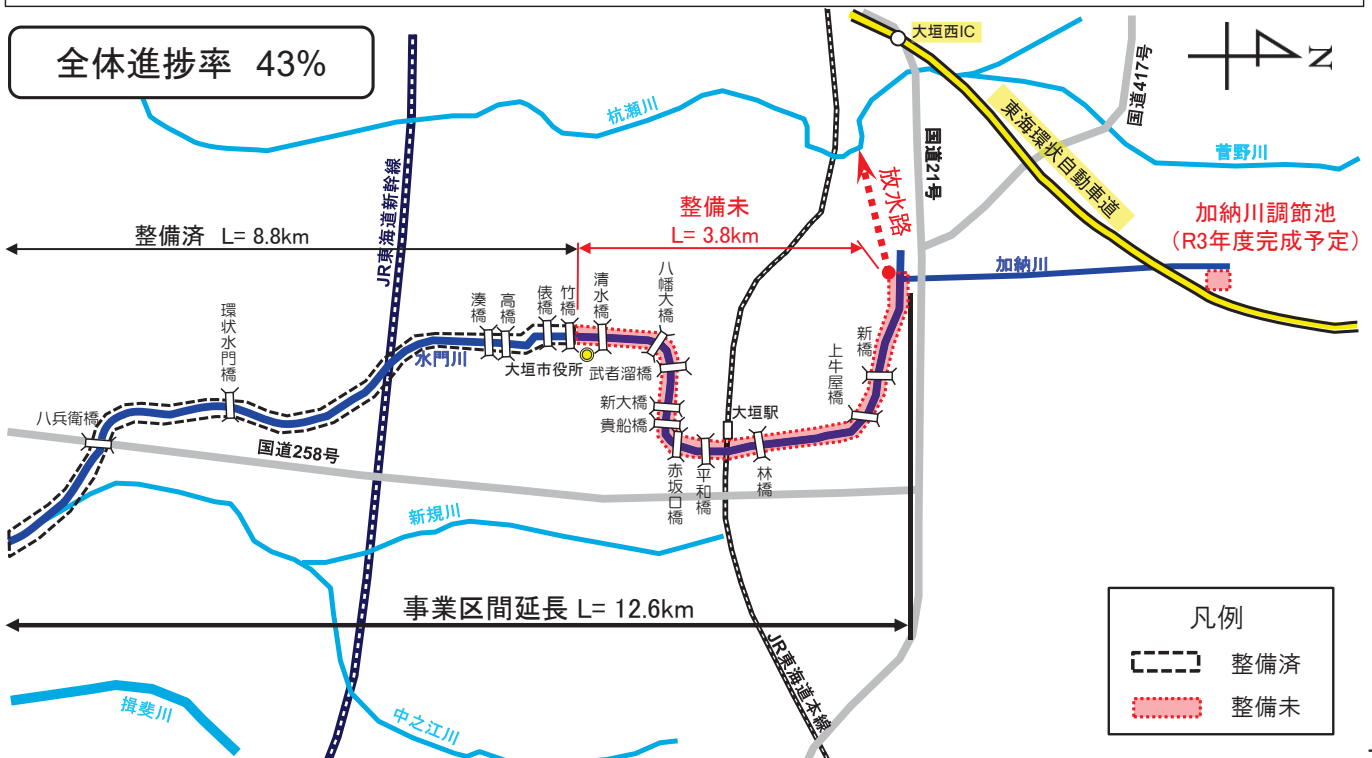 全体進捗率 43%
大垣西IC
N
国道417号
杭瀬川
東海環状自動車道
国道21号
菅野川
JR東海道新幹線
放水路
整備未
L= 3.8km
加納川調節池
（R3年度完成予定）
整備済 L= 8.8km
加納川
環状水門橋
湊橋
高橋
俵橋
竹橋
清水橋
八幡大橋
水門川
大垣市役所
武者溜橋
新橋
上牛屋橋
八兵衛橋
新大橋
貴船橋
大垣駅
国道258号
赤坂口橋
平和橋
林橋
新規川
事業区間延長 L= 12.6km
JR東海道本線
揖斐川
中之江川
凡例
整備済
整備未